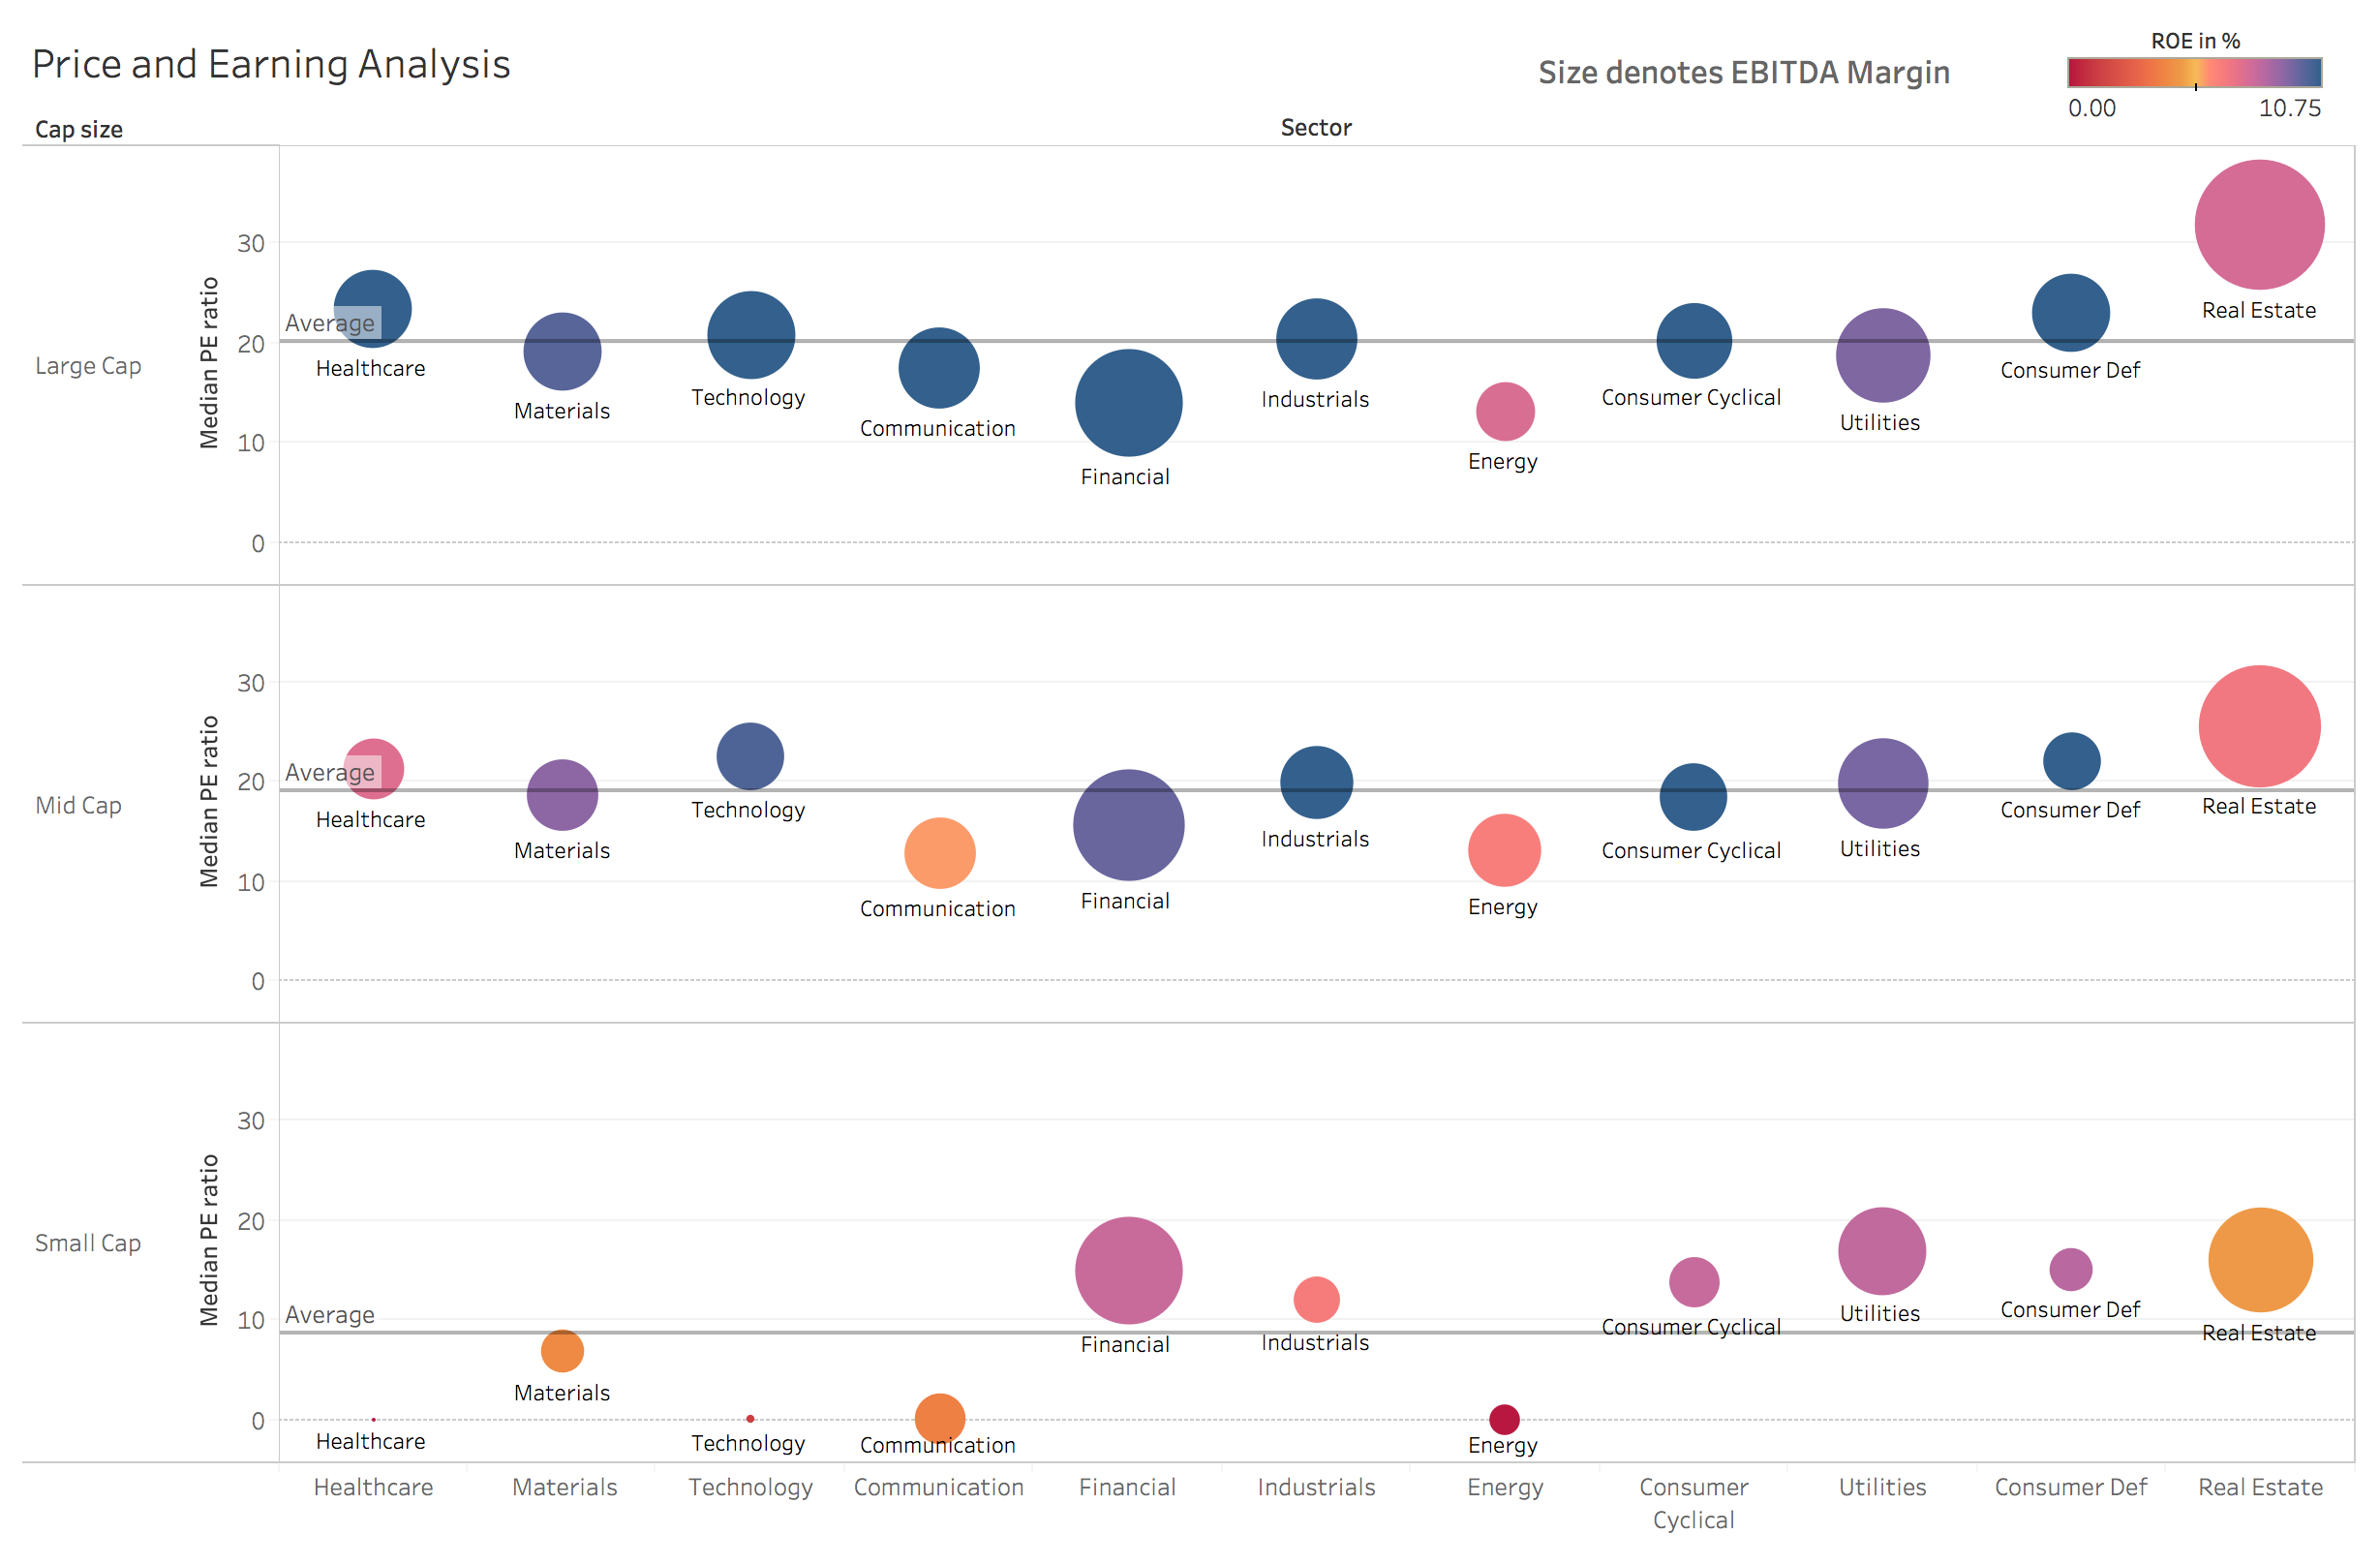 Price and Earning Analysis
Size denotes EBITDA Margin
ROE in %
0.00 10.75
Cap size
Sector
Large Cap
Median PE ratio
30
20
10
0
Average
Healthcare
Materials
Technology
Communication
Financial
Industrials
Energy
Consumer Cyclical
Utilities
Consumer Def
Real Estate
Mid Cap
Median PE ratio
30
20
10
0
Average
Healthcare
Materials
Technology
Communication
Financial
Industrials
Energy
Consumer Cyclical
Utilities
Consumer Def
Real Estate
Small Cap
Median PE ratio
30
20
10
0
Average
Healthcare
Materials
Technology
Communication
Financial
Industrials
Energy
Consumer Cyclical
Utilities
Consumer Def
Real Estate
Healthcare
Materials
Technology
Communication
Financial
Industrials
Energy
Consumer
Cyclical
Utilities
Consumer Def
Real Estate